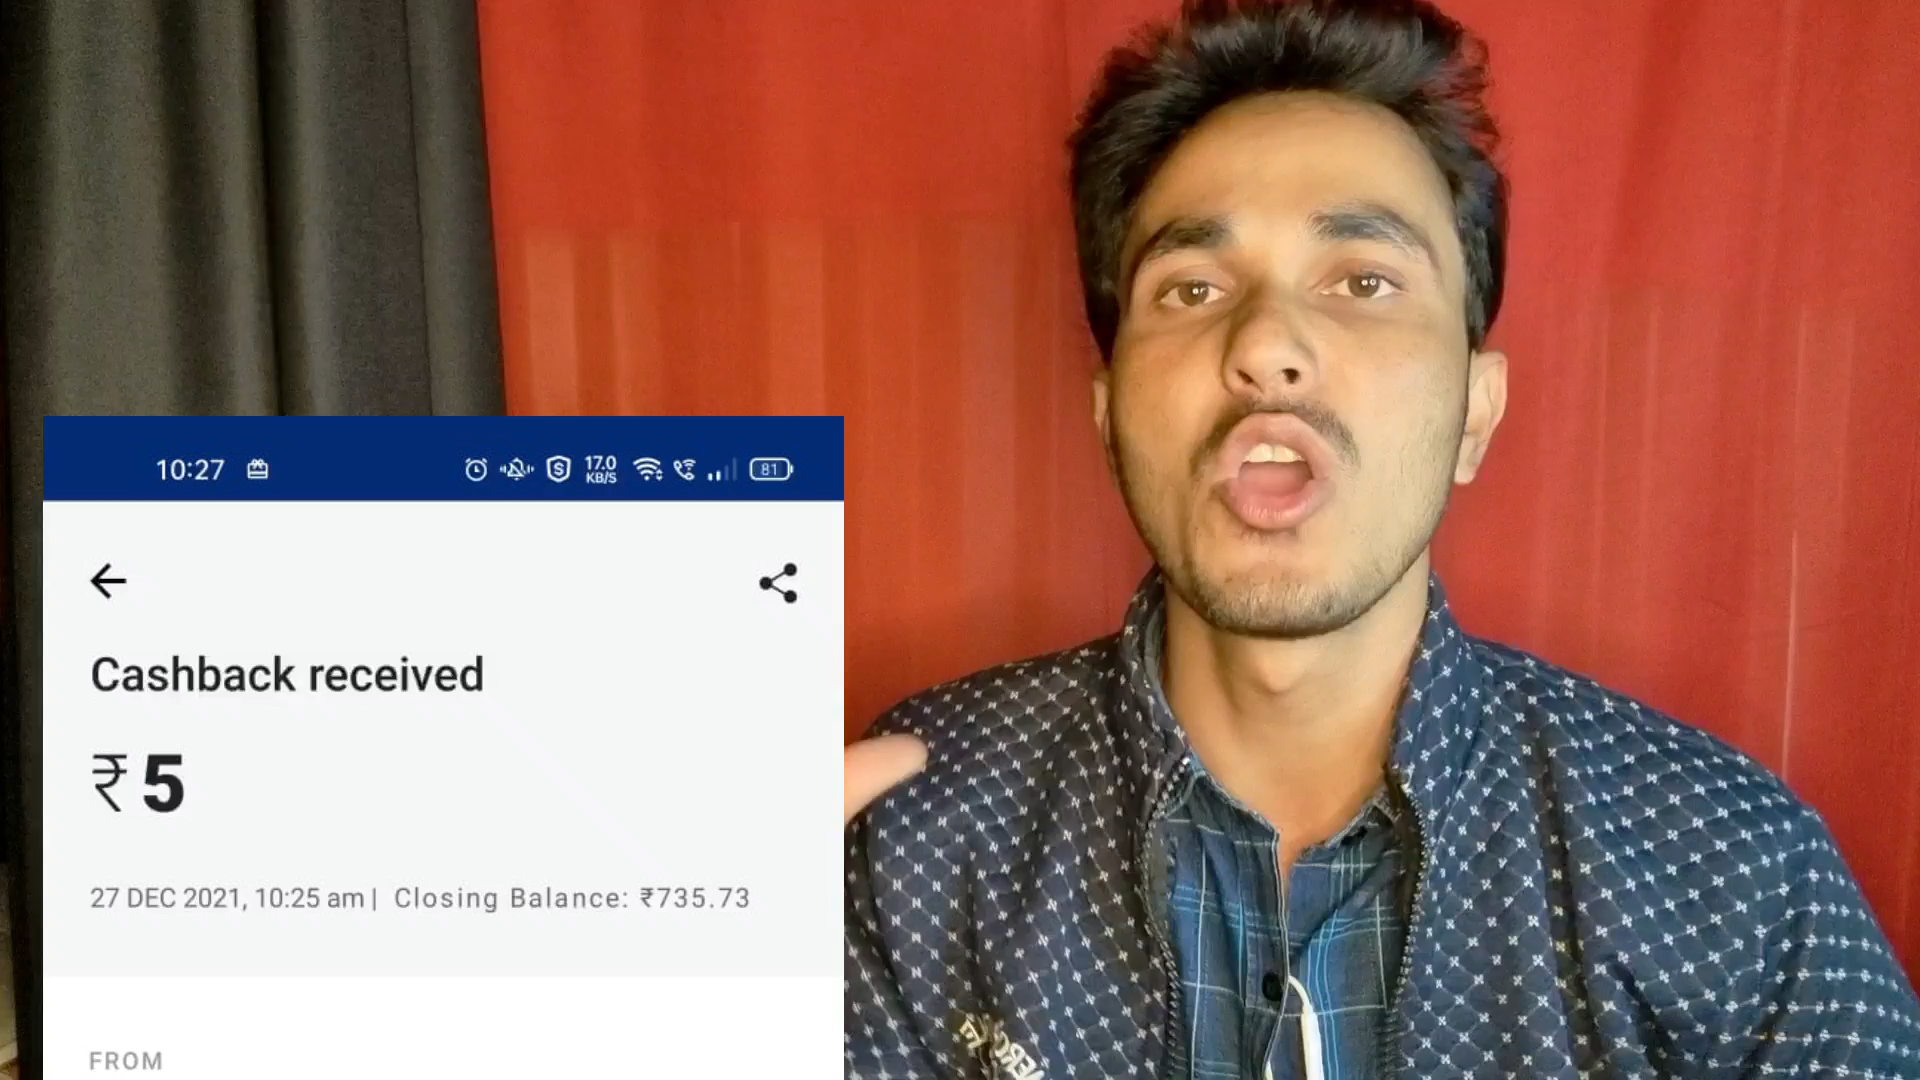 10:27 17.0 KB/S 81
Cashback received
₹5
27 DEC 2021, 10:25 am | Closing Balance: ₹735.73
FROM